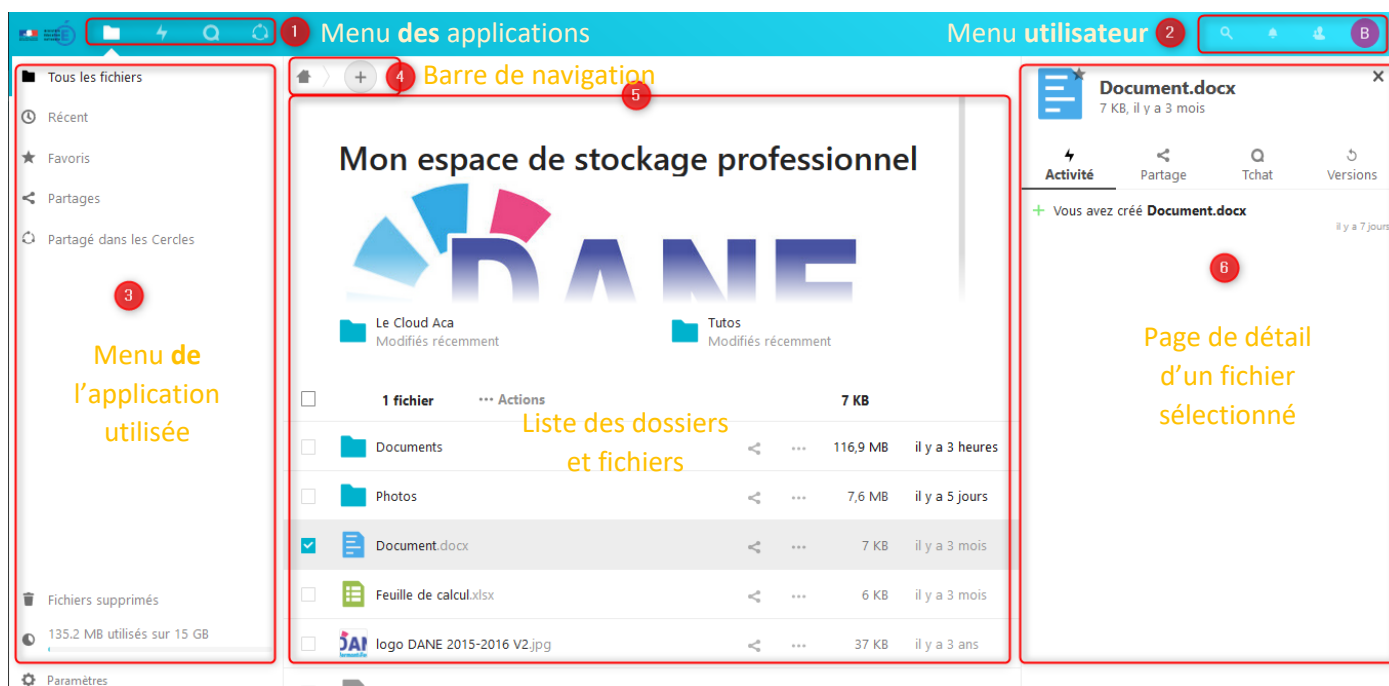 1 Menu des applications
Menu utilisateur 2
B
Tous les fichiers
Récent
Favoris
Partages
Partagé dans les Cercles
3
Menu de
l’application
utilisée
Fichiers supprimés
135.2 MB utilisés sur 15 GB
Paramètres
4 Barre de navigation
5
Mon espace de stockage professionnel
DANE
Le Cloud Aca
Modifiés récemment
Tutos
Modifiés récemment
1 fichier ··· Actions 7 KB
Liste des dossiers
et fichiers
Documents ··· 116,9 MB il y a 3 heures
Photos ··· 7,6 MB il y a 5 jours
Document.docx ··· 7 KB il y a 3 mois
Feuille de calcul.xlsx ··· 6 KB il y a 3 mois
logo DANE 2015-2016 V2.jpg ··· 37 KB il y a 3 ans
Document.docx
7 KB, il y a 3 mois
Activité Partage Tchat Versions
+ Vous avez créé Document.docx
il y a 7 jours
6
Page de détail
d’un fichier
sélectionné